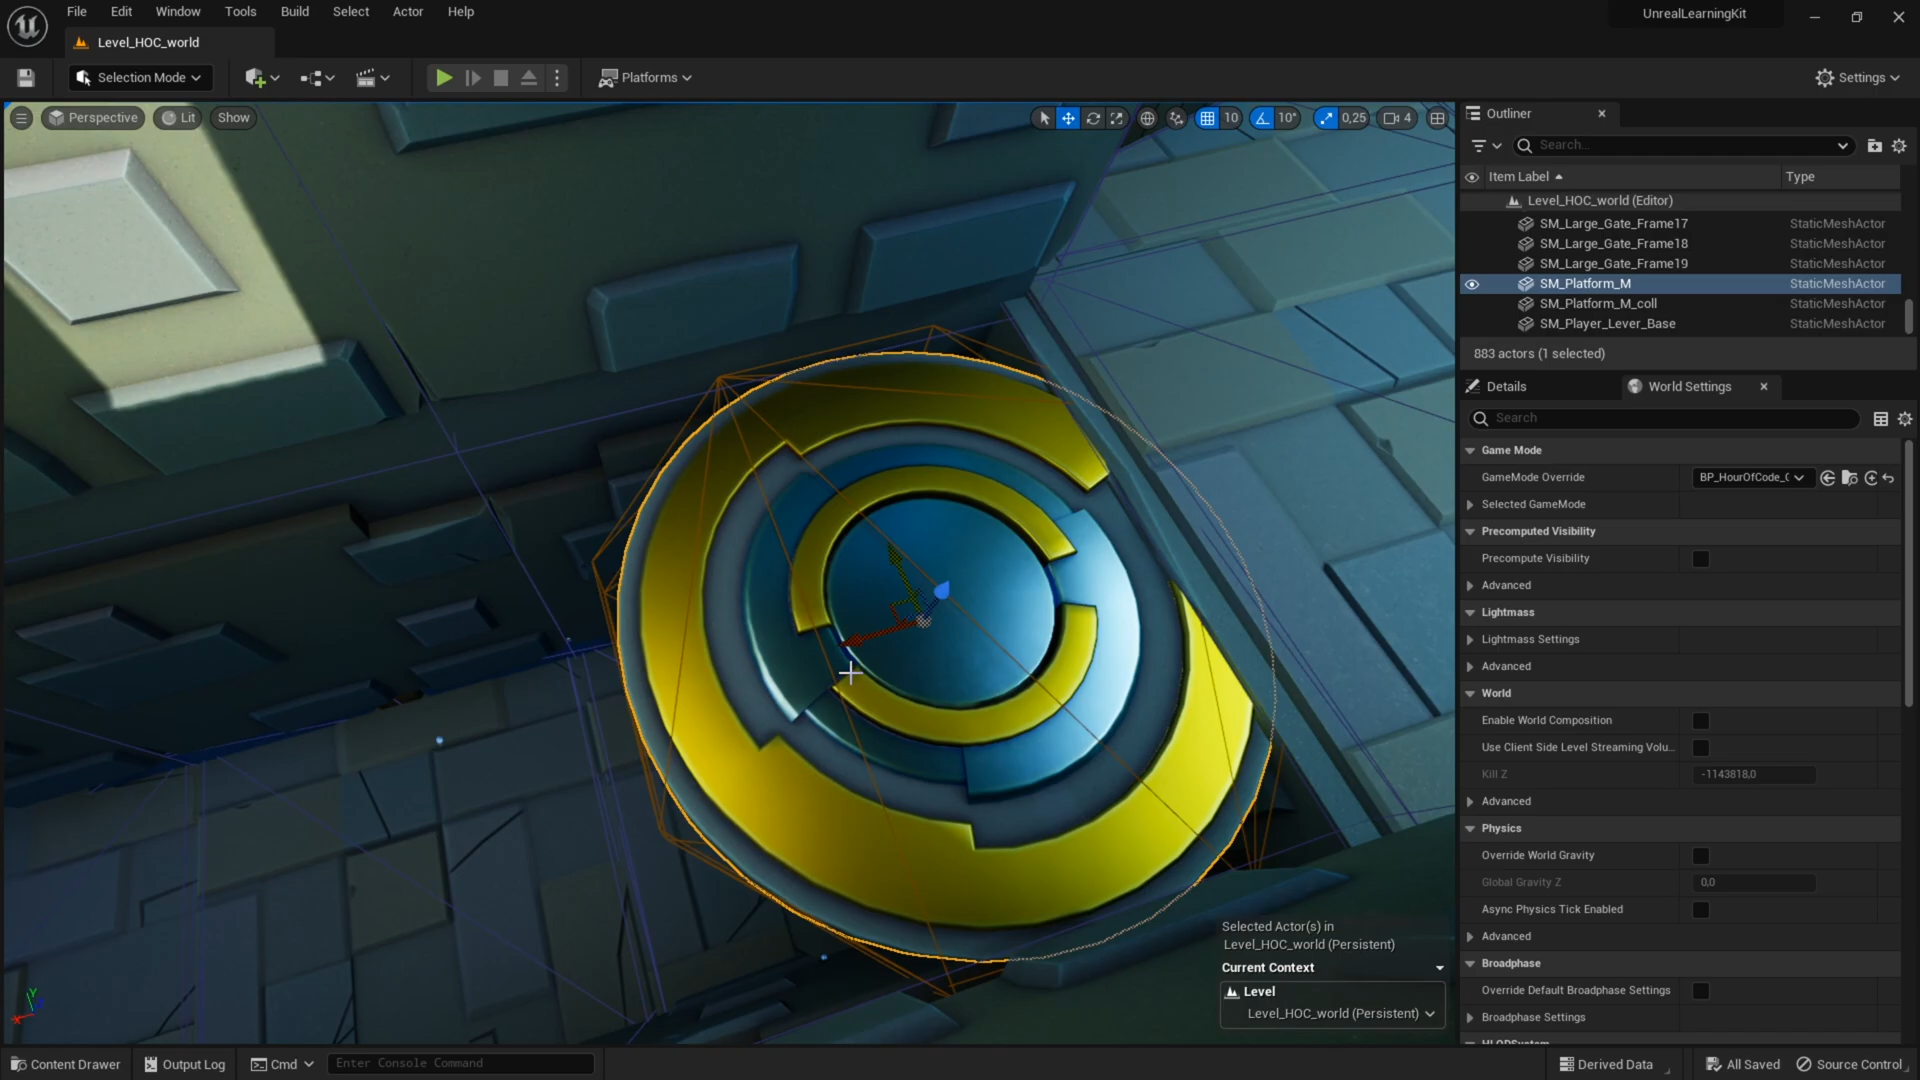 File Edit Window Tools Build Select Actor Help
UnrealLearningKit
Level_HOC_world
Selection Mode
Platforms
Settings
Perspective Lit Show
10 10° 0,25 4
Outliner
Search...
Item Label Type
Level_HOC_world (Editor)
SM_Large_Gate_Frame17 StaticMeshActor
SM_Large_Gate_Frame18 StaticMeshActor
SM_Large_Gate_Frame19 StaticMeshActor
SM_Platform_M StaticMeshActor
SM_Platform_M_coll StaticMeshActor
SM_Player_Lever_Base StaticMeshActor
883 actors (1 selected)
Details World Settings
Search
Game Mode
GameMode Override BP_HourOfCode_
Selected GameMode
Precomputed Visibility
Precompute Visibility
Advanced
Lightmass
Lightmass Settings
Advanced
World
Enable World Composition
Use Client Side Level Streaming Volu...
Kill Z -1143818,0
Advanced
Physics
Override World Gravity
Global Gravity Z 0,0
Async Physics Tick Enabled
Advanced
Broadphase
Override Default Broadphase Settings
Broadphase Settings
Selected Actor(s) in
Level_HOC_world (Persistent)
Current Context
Level
Level_HOC_world (Persistent)
Y
X
Content Drawer Output Log Cmd Enter Console Command Derived Data All Saved Source Control